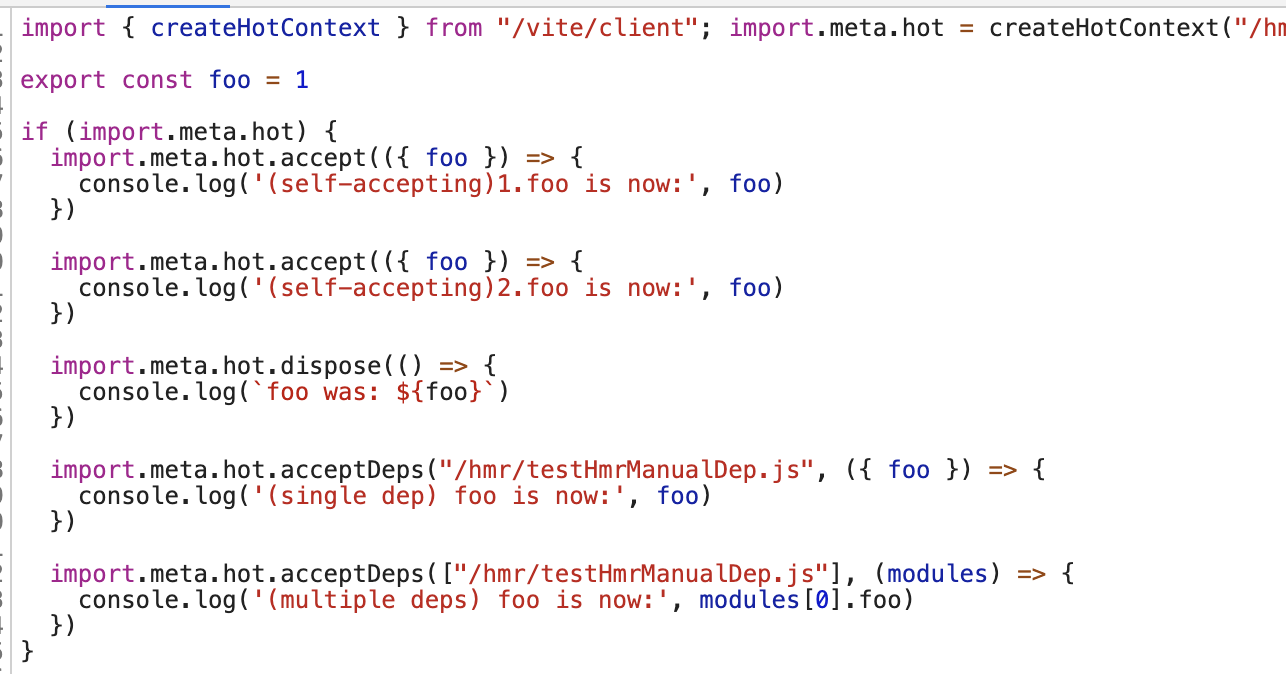 import { createHotContext } from "/vite/client"; import.meta.hot = createHotContext("/hm
export const foo = 1
if (import.meta.hot) {
  import.meta.hot.accept(({ foo }) => {
    console.log('(self-accepting)1.foo is now:', foo)
  })
  import.meta.hot.accept(({ foo }) => {
    console.log('(self-accepting)2.foo is now:', foo)
  })
  import.meta.hot.dispose(() => {
    console.log(`foo was: ${foo}`)
  })
  import.meta.hot.acceptDeps("/hmr/testHmrManualDep.js", ({ foo }) => {
    console.log('(single dep) foo is now:', foo)
  })
  import.meta.hot.acceptDeps(["/hmr/testHmrManualDep.js"], (modules) => {
    console.log('(multiple deps) foo is now:', modules[0].foo)
  })
}